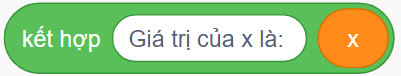 kết hợp Giá trị của x là: x